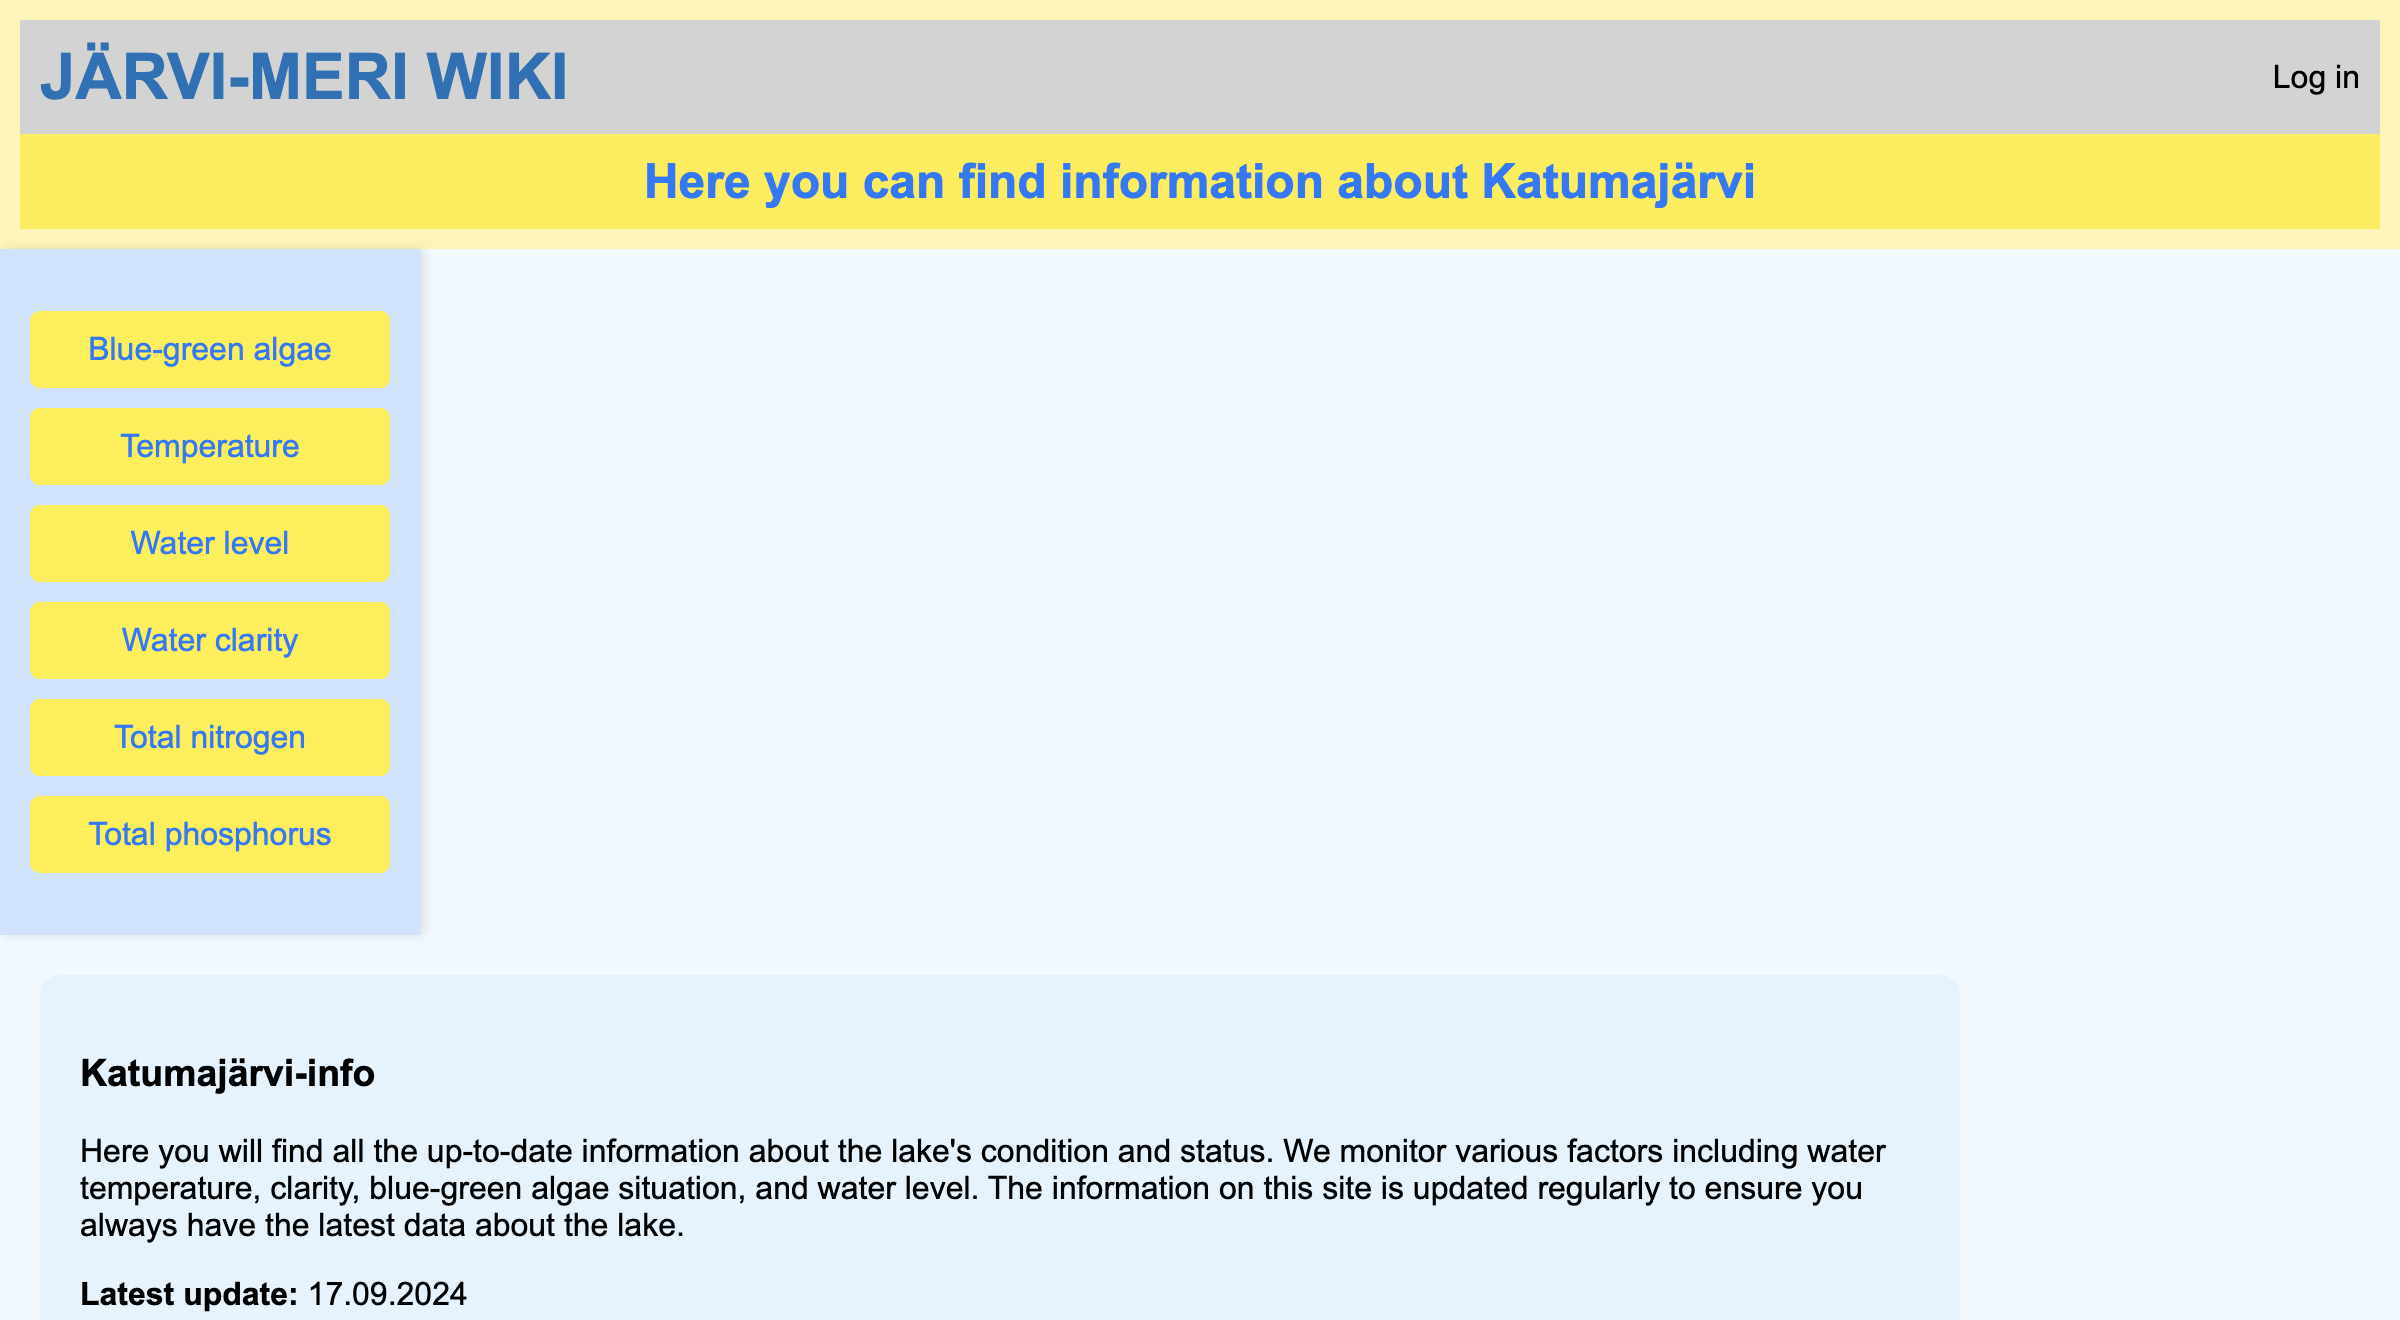 JÄRVI-MERI WIKI
Log in
Here you can find information about Katumajärvi
Blue-green algae
Temperature
Water level
Water clarity
Total nitrogen
Total phosphorus
Katumajärvi-info
Here you will find all the up-to-date information about the lake's condition and status. We monitor various factors including water
temperature, clarity, blue-green algae situation, and water level. The information on this site is updated regularly to ensure you
always have the latest data about the lake.
Latest update: 17.09.2024